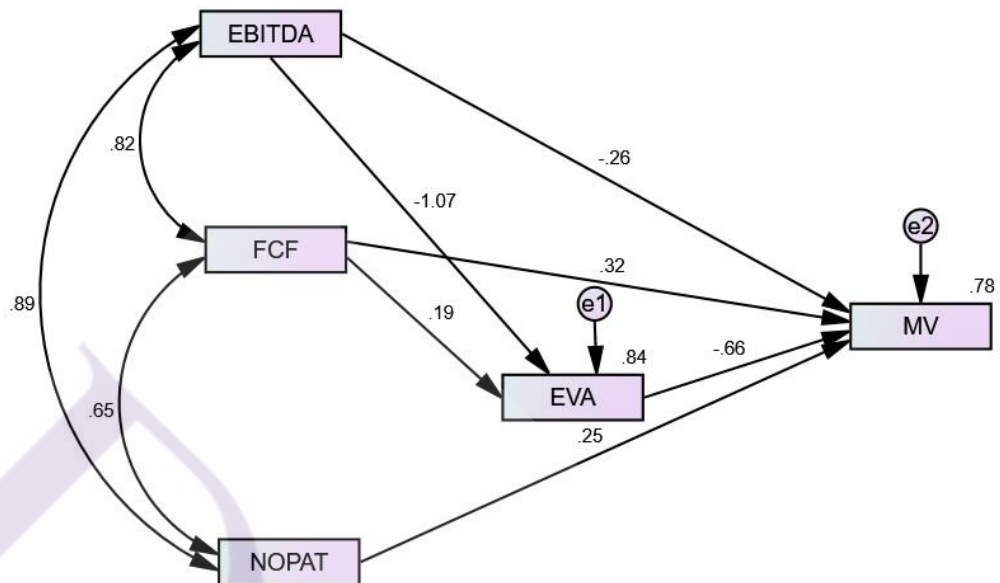 EBITDA
.82
-.26
-1.07
FCF
.32
e2
.78
.89
.19
e1
MV
.84
-.66
EVA
.65
.25
NOPAT